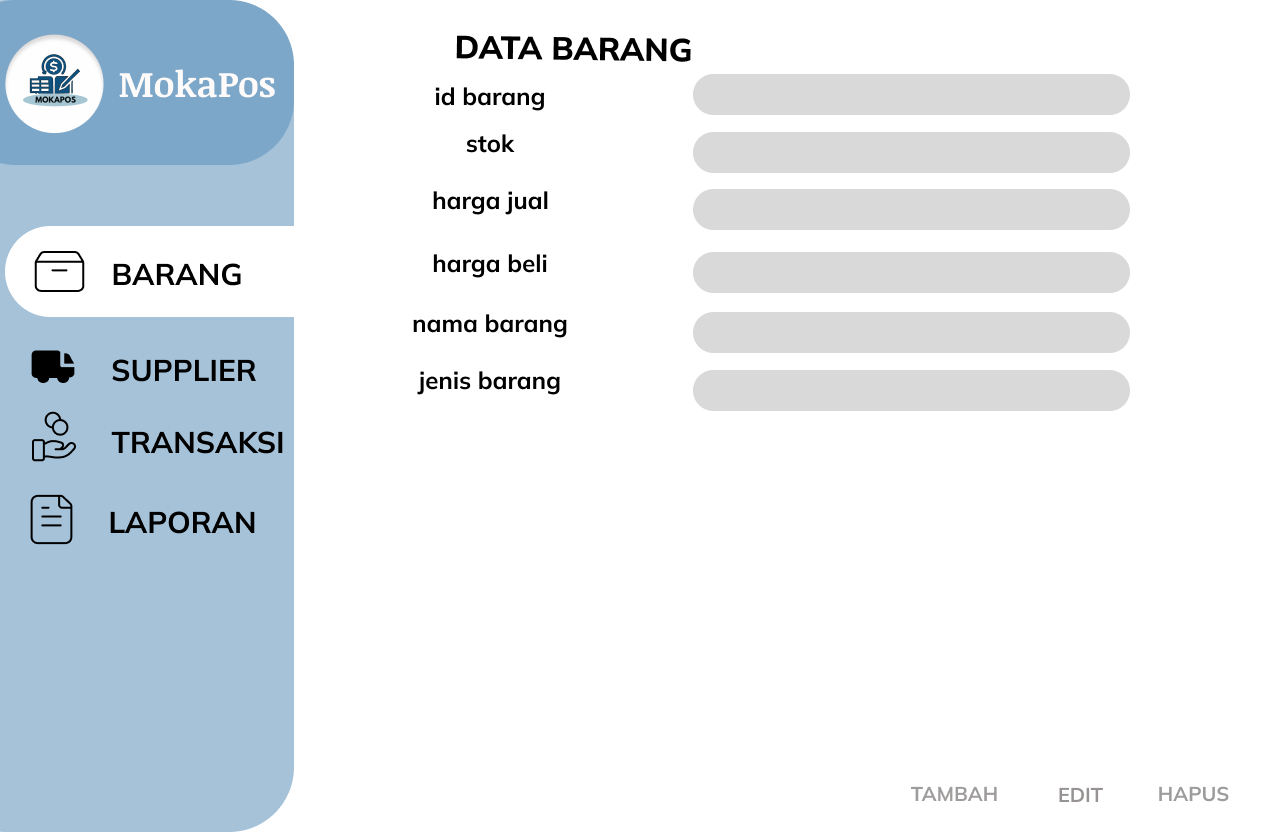 MOKAPOS
MokaPos
BARANG
SUPPLIER
TRANSAKSI
LAPORAN
DATA BARANG
id barang
stok
harga jual
harga beli
nama barang
jenis barang
TAMBAH EDIT HAPUS